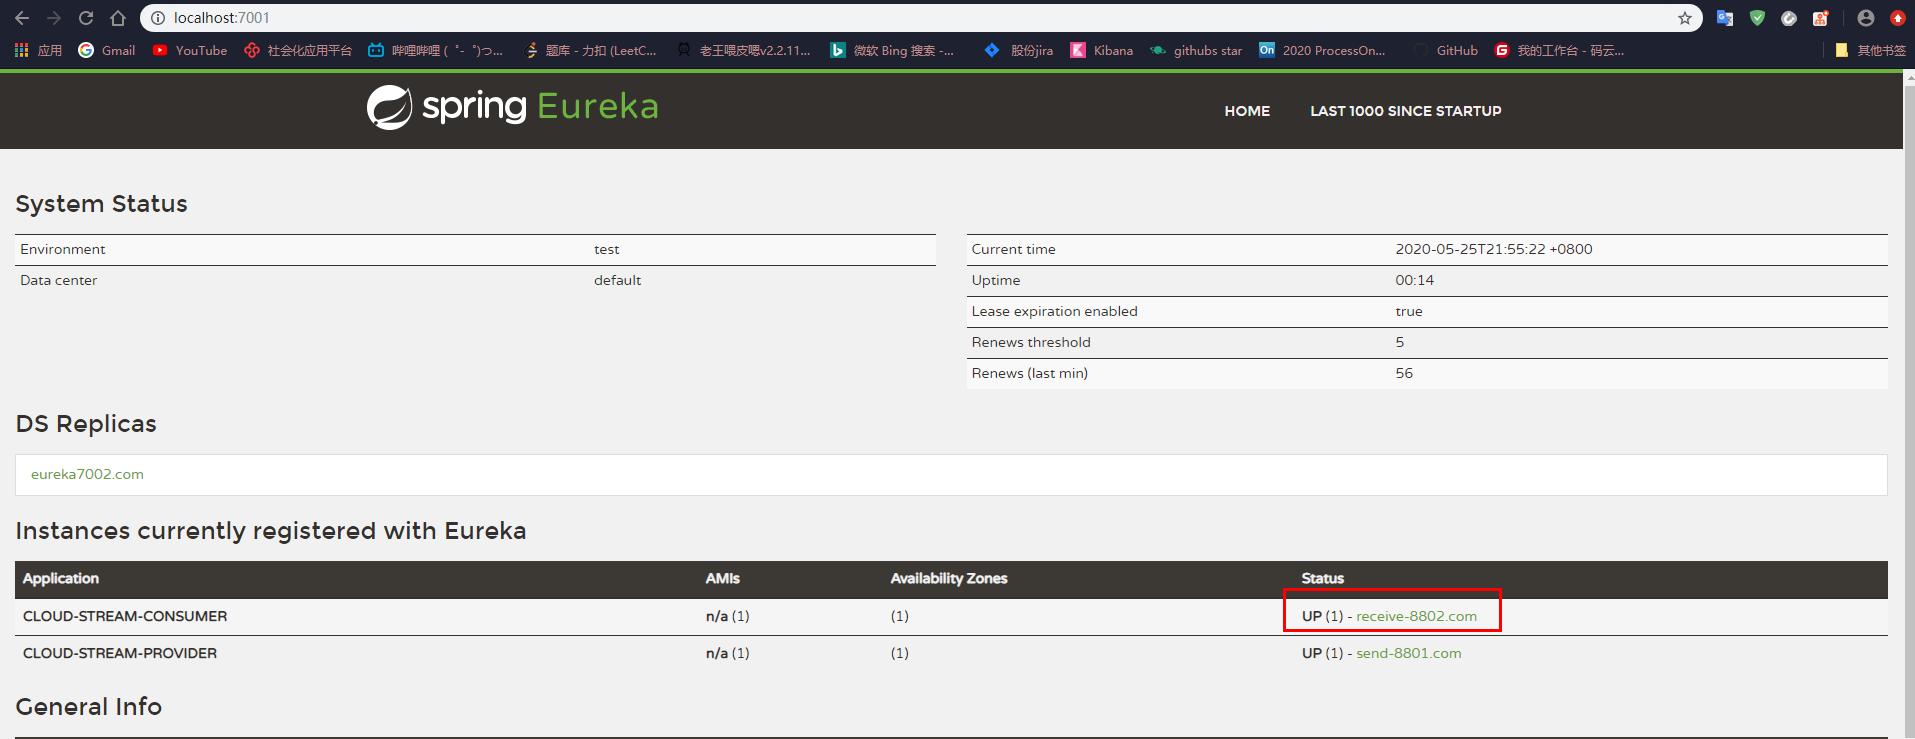 localhost:7001
应用 Gmail YouTube 社会化应用平台 哔哩哔哩 ( ゜- ゜)つ... 题库 - 力扣 (LeetC... 老王喂皮嗯v2.2.11... 微软 Bing 搜索 -... 股份jira Kibana githubs star On 2020 ProcessOn... GitHub G 我的工作台 - 码云... 其他书签
spring Eureka
HOME LAST 1000 SINCE STARTUP
System Status
Environment test
Data center default
Current time 2020-05-25T21:55:22 +0800
Uptime 00:14
Lease expiration enabled true
Renews threshold 5
Renews (last min) 56
DS Replicas
eureka7002.com
Instances currently registered with Eureka
Application AMIs Availability Zones Status
CLOUD-STREAM-CONSUMER n/a (1) (1) UP (1) - receive-8802.com
CLOUD-STREAM-PROVIDER n/a (1) (1) UP (1) - send-8801.com
General Info